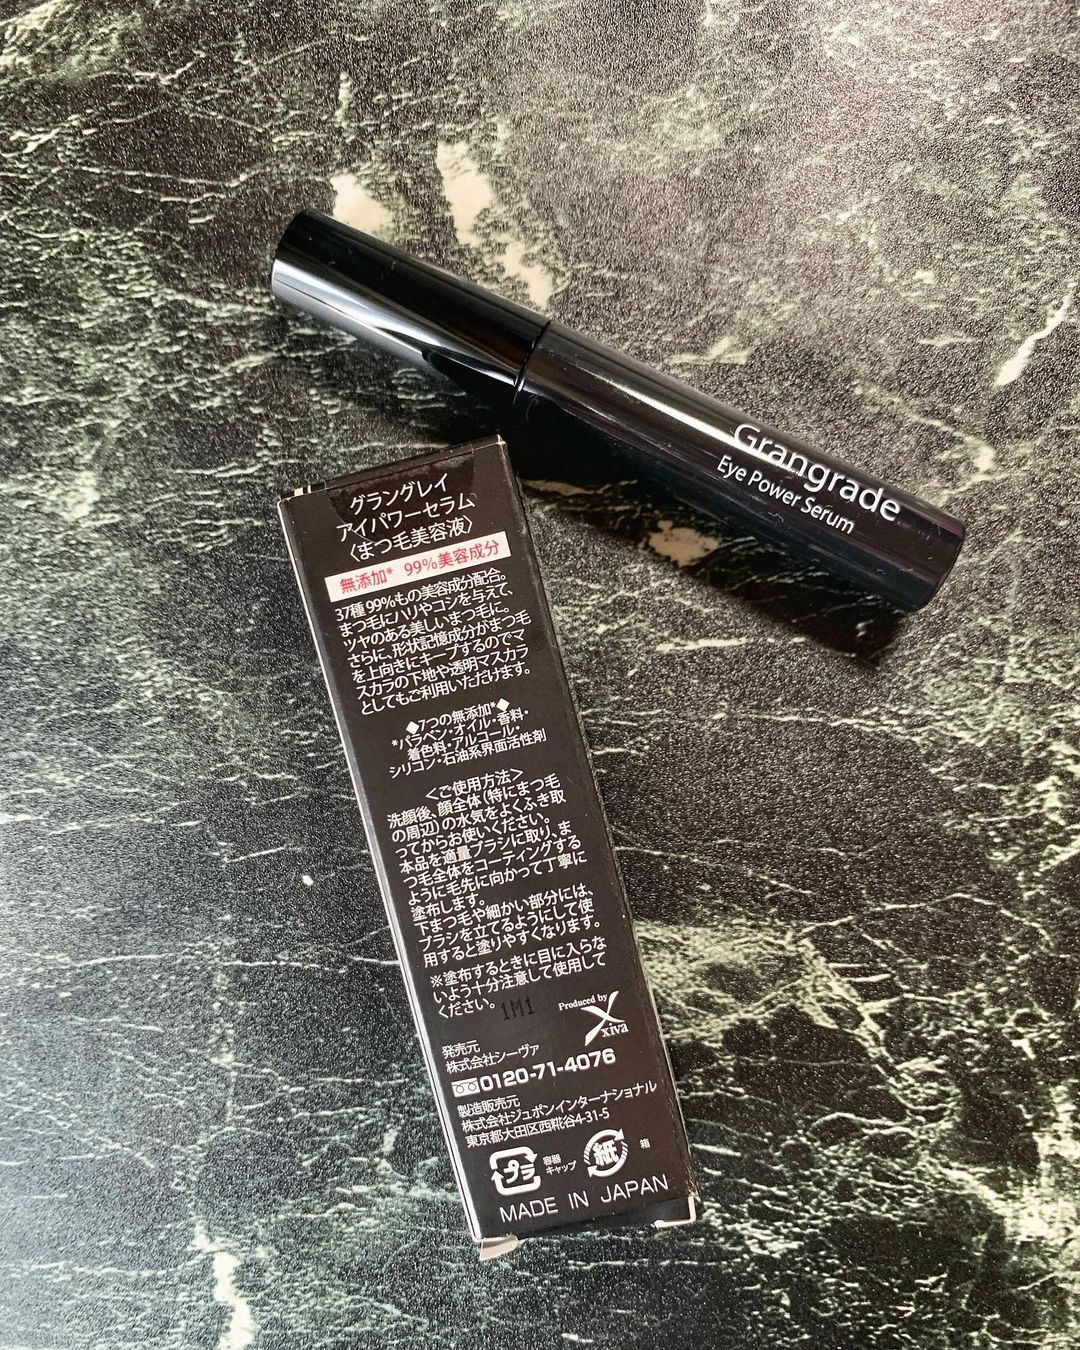 Grangrade
Eye Power Serum
グラングレイ
アイパワーセラム
〈まつ毛美容液〉
無添加* 99%美容成分
37種99%もの美容成分配合。
まつ毛にハリやコシを与えて、
ツヤのある美しいまつ毛に。
さらに、形状記憶成分がまつ毛
を上向きにキープするのでマ
スカラの下地や透明マスカラ
としてもご利用いただけます。
◆7つの無添加*◆
*パラベン・オイル・香料・
着色料・アルコール・
シリコン・石油系界面活性剤
＜ご使用方法＞
洗顔後、顔全体(特にまつ毛
の周辺)の水気をよくふき取
ってからお使いください。
本品を適量ブラシに取り、ま
つ毛全体をコーティングする
ように毛先に向かって丁寧に
塗布します。
下まつ毛や細かい部分には、
ブラシを立てるようにして使
用すると塗りやすくなります。
※塗布するときに目に入らな
いよう十分注意して使用して
ください。
1M1
Produced by
xiva
発売元
株式会社シーヴァ
0120-71-4076
製造販売元
株式会社ジュポンインターナショナル
東京都大田区西糀谷4-31-5
プラ
容器
キャップ
紙
箱
MADE IN JAPAN